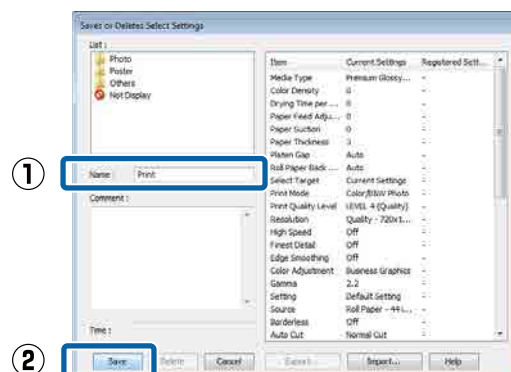 Saves or Deletes Select Settings
List :
Photo
Poster
Others
Not Display
① Name : Print
Comment :
Time :
② Save Delete Cancel Export... Import... Help
Item Current Settings Registered Sett...
Media Type Premium Glossy... -
Color Density 0 -
Drying Time per ... 0 -
Paper Feed Adju... 0 -
Paper Suction 0 -
Paper Thickness 3 -
Platen Gap Auto -
Roll Paper Back ... Auto -
Select Target Current Settings -
Print Mode Color/B&W Photo -
Print Quality Level LEVEL 4 (Quality) -
Resolution Quality - 720x1... -
High Speed Off -
Finest Detail Off -
Edge Smoothing Off -
Color Adjustment Business Graphics -
Gamma 2.2 -
Setting Default Setting -
Source Roll Paper - 44 i... -
Borderless Off -
Auto Cut Normal Cut -